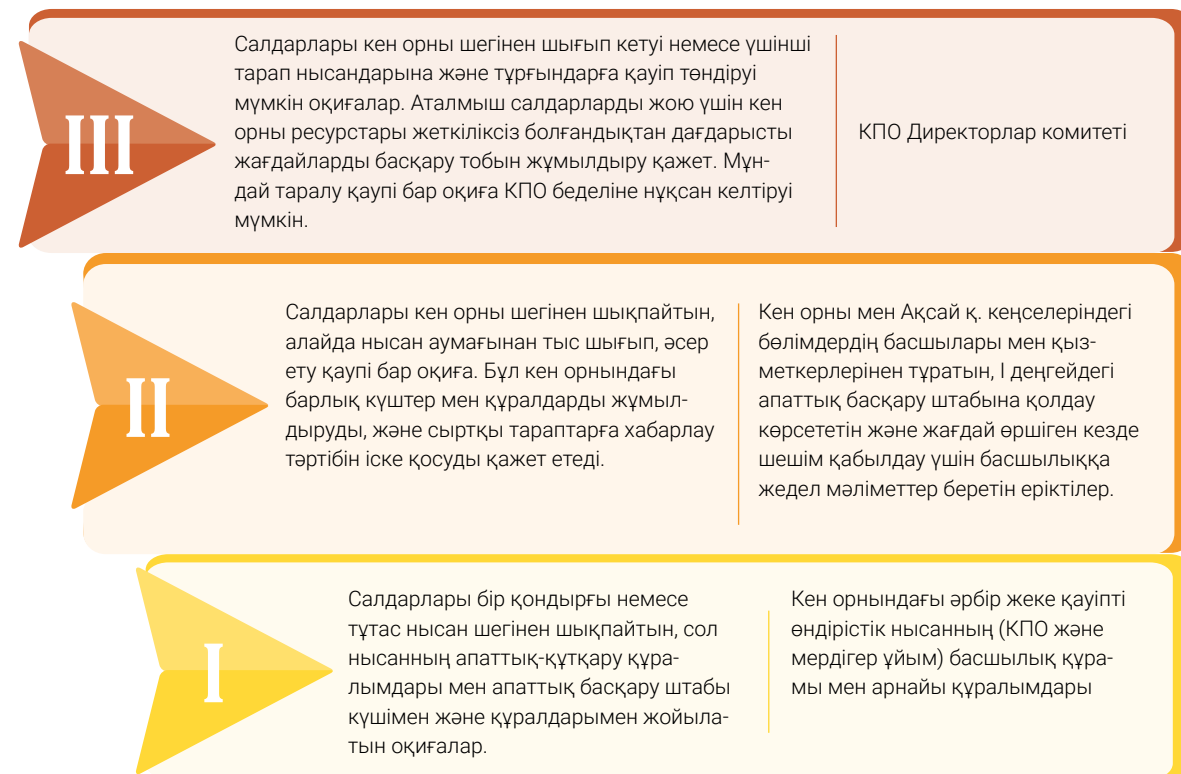 III
Салдарлары кен орны шегінен шығып кетуі немесе үшінші
тарап нысандарына және тұрғындарға қауіп төндіруі
мүмкін оқиғалар. Аталмыш салдарларды жою үшін кен
орны ресурстары жеткіліксіз болғандықтан дағдарысты
жағдайларды басқару тобын жұмылдыру қажет. Мұн-
дай таралу қаупі бар оқиға КПО беделіне нұқсан келтіруі
мүмкін.
КПО Директорлар комитеті
II
Салдарлары кен орны шегінен шықпайтын,
алайда нысан аумағынан тыс шығып, әсер
ету қаупі бар оқиға. Бұл кен орнындағы
барлық күштер мен құралдарды жұмыл-
дыруды, және сыртқы тараптарға хабарлау
тәртібін іске қосуды қажет етеді.
Кен орны мен Ақсай қ. кеңселеріндегі
бөлімдердің басшылары мен қыз-
меткерлерінен тұратын, I деңгейдегі
апаттық басқару штабына қолдау
көрсететін және жағдай өршіген кезде
шешім қабылдау үшін басшылыққа
жедел мәліметтер беретін еріктілер.
I
Салдарлары бір қондырғы немесе
тұтас нысан шегінен шықпайтын, сол
нысанның апаттық-құтқару құра-
лымдары мен апаттық басқару штабы
күшімен және құралдарымен жойыла-
тын оқиғалар.
Кен орнындағы әрбір жеке қауіпті
өндірістік нысанның (КПО және
мердігер ұйым) басшылық құра-
мы мен арнайы құралымдары